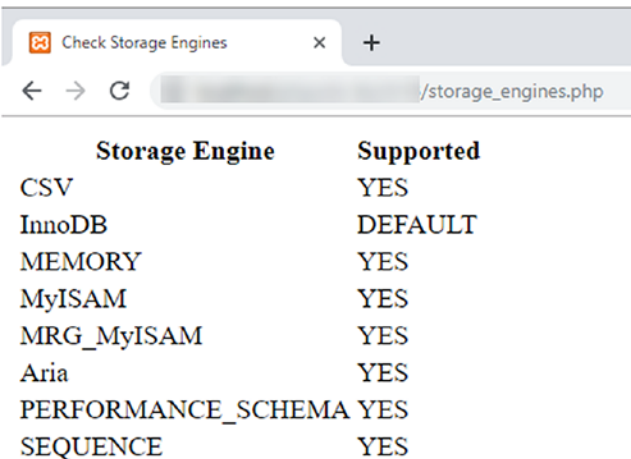 Check Storage Engines
/storage_engines.php
Storage Engine Supported
CSV YES
InnoDB DEFAULT
MEMORY YES
MyISAM YES
MRG_MyISAM YES
Aria YES
PERFORMANCE_SCHEMA YES
SEQUENCE YES